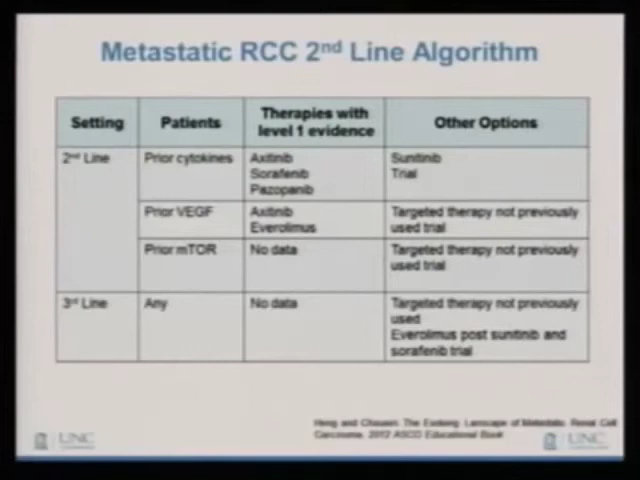 Metastatic RCC 2nd Line Algorithm
Setting
Patients
Therapies with
level 1 evidence
Other Options
2nd Line
Prior cytokines
Axitinib
Sorafenib
Pazopanib
Sunitinib
Trial
Prior VEGF
Axitinib
Everolimus
Targeted therapy not previously
used trial
Prior mTOR
No data
Targeted therapy not previously
used trial
3rd Line
Any
No data
Targeted therapy not previously
used
Everolimus post sunitinib and
sorafenib trial
Heng and The of Metastatic Renal Cell
Carcinoma. 2012 ASCO Educational Book
UNC
UNC